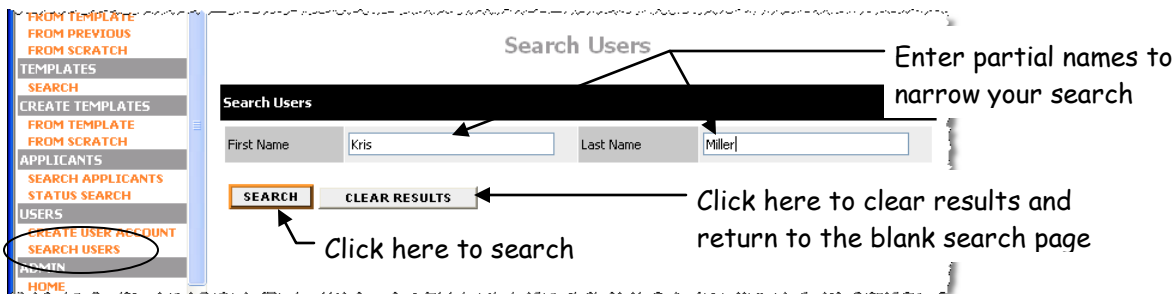 FROM TEMPLATE
FROM PREVIOUS
FROM SCRATCH
TEMPLATES
SEARCH
CREATE TEMPLATES
FROM TEMPLATE
FROM SCRATCH
APPLICANTS
SEARCH APPLICANTS
STATUS SEARCH
USERS
CREATE USER ACCOUNT
SEARCH USERS
ADMIN
HOME
Search Users
Enter partial names to
narrow your search
Search Users
First Name Kris Last Name Miller
SEARCH CLEAR RESULTS
Click here to clear results and
return to the blank search page
Click here to search